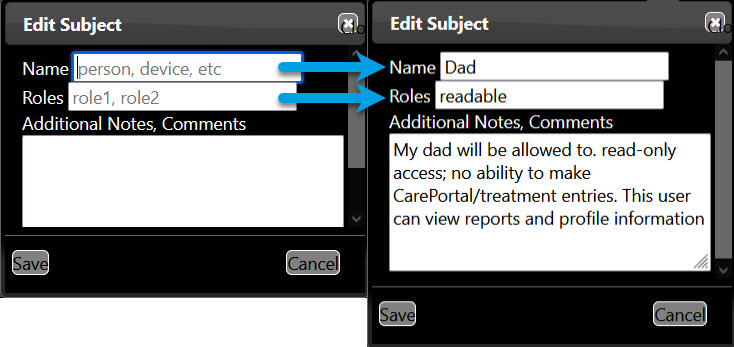 Edit Subject
Name person, device, etc
Roles role1, role2
Additional Notes, Comments
Save Cancel
Edit Subject
Name Dad
Roles readable
Additional Notes, Comments
My dad will be allowed to. read-only
access; no ability to make
CarePortal/treatment entries. This user
can view reports and profile information
Save Cancel